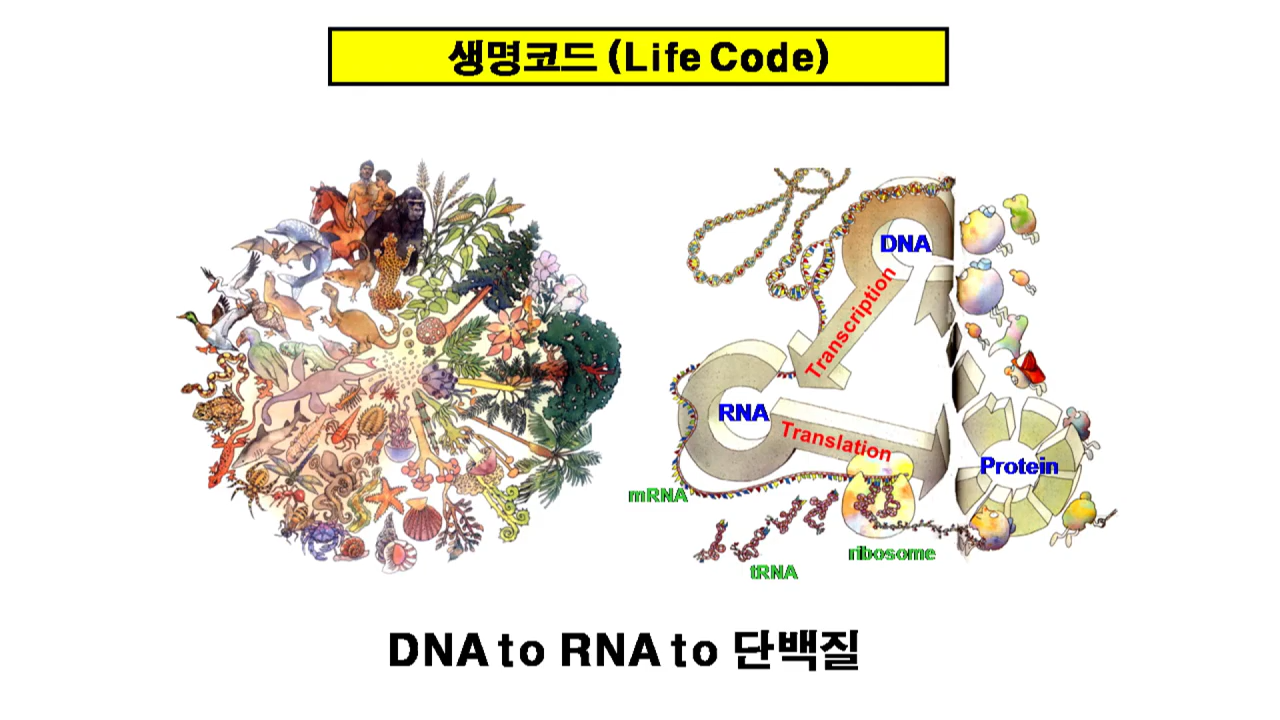 생명코드 (Life Code)
DNA
Transcription
RNA
Translation
Protein
mRNA
ribosome
tRNA
DNA to RNA to 단백질